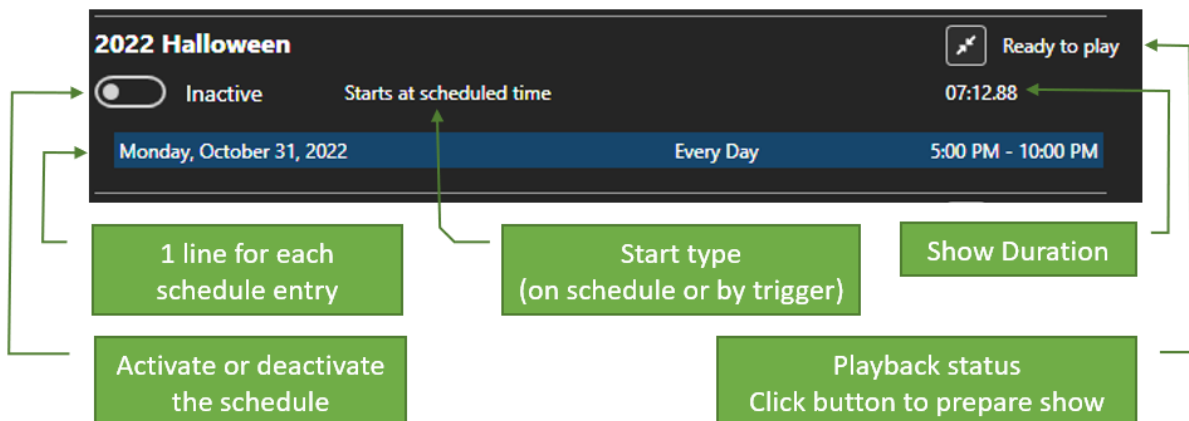 2022 Halloween
Ready to play
Inactive
Starts at scheduled time
07:12.88
Monday, October 31, 2022
Every Day
5:00 PM - 10:00 PM
1 line for each
schedule entry
Start type
(on schedule or by trigger)
Show Duration
Activate or deactivate
the schedule
Playback status
Click button to prepare show